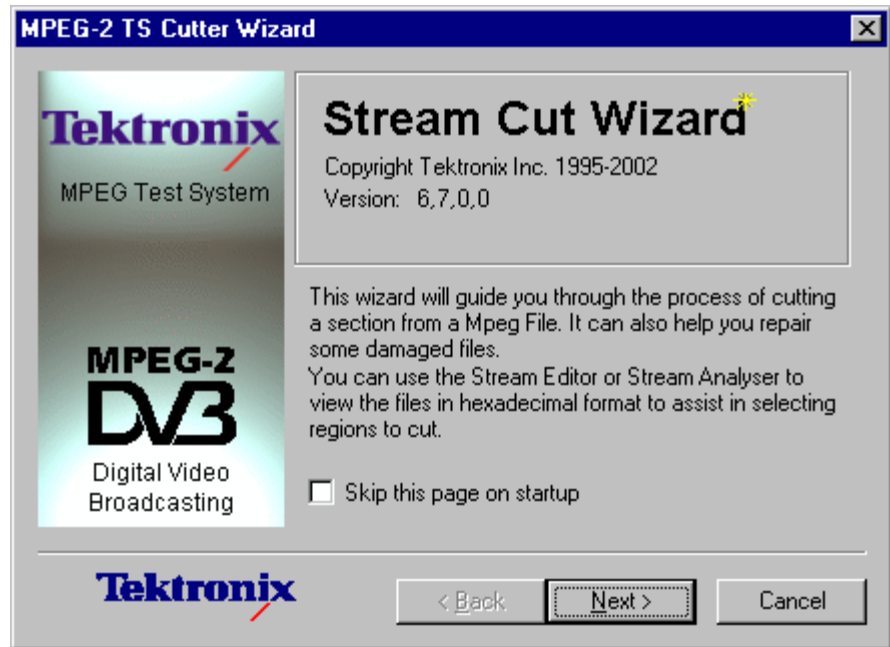 MPEG-2 TS Cutter Wizard
Tektronix
MPEG Test System
MPEG-2
DVB
Digital Video
Broadcasting
Stream Cut Wizard
Copyright Tektronix Inc. 1995-2002
Version: 6,7,0,0
This wizard will guide you through the process of cutting
a section from a Mpeg File. It can also help you repair
some damaged files.
You can use the Stream Editor or Stream Analyser to
view the files in hexadecimal format to assist in selecting
regions to cut.
Skip this page on startup
Tektronix
< Back
Next >
Cancel